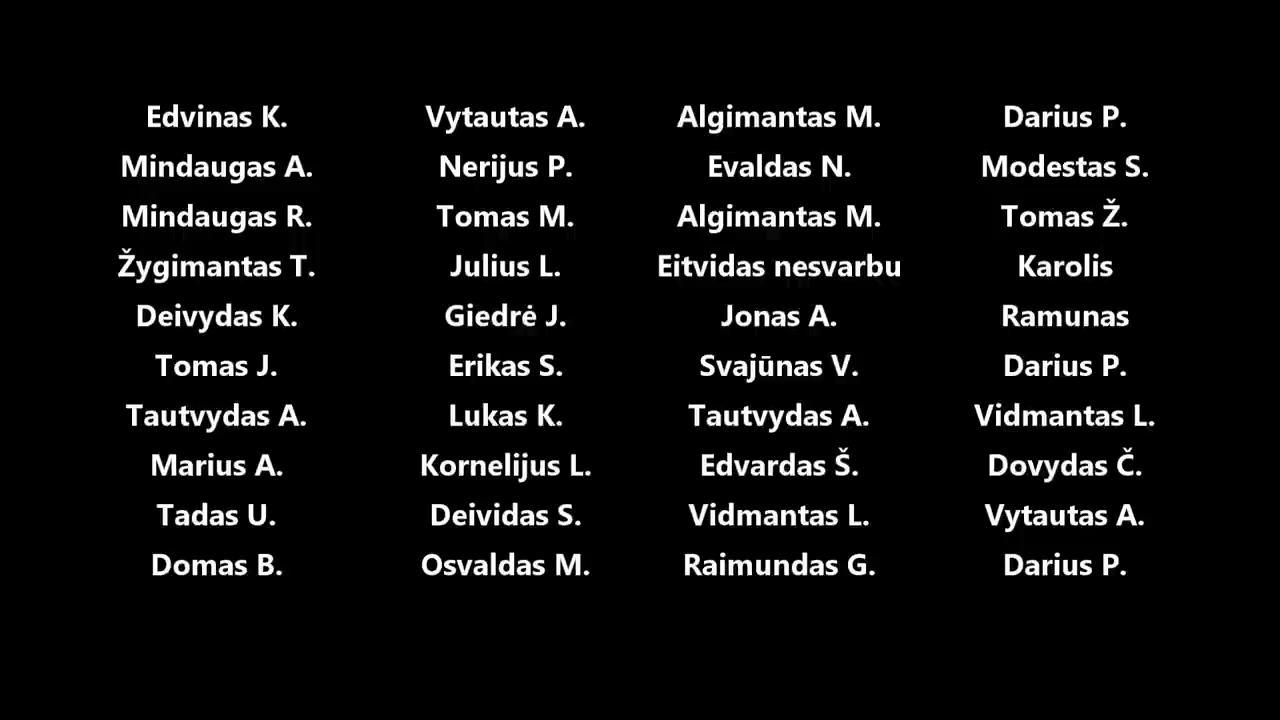 Edvinas K. Vytautas A. Algimantas M. Darius P.
Mindaugas A. Nerijus P. Evaldas N. Modestas S.
Mindaugas R. Tomas M. Algimantas M. Tomas Ž.
Žygimantas T. Julius L. Eitvidas nesvarbu Karolis
Deivydas K. Giedrė J. Jonas A. Ramunas
Tomas J. Erikas S. Svajūnas V. Darius P.
Tautvydas A. Lukas K. Tautvydas A. Vidmantas L.
Marius A. Kornelijus L. Edvardas Š. Dovydas Č.
Tadas U. Deividas S. Vidmantas L. Vytautas A.
Domas B. Osvaldas M. Raimundas G. Darius P.